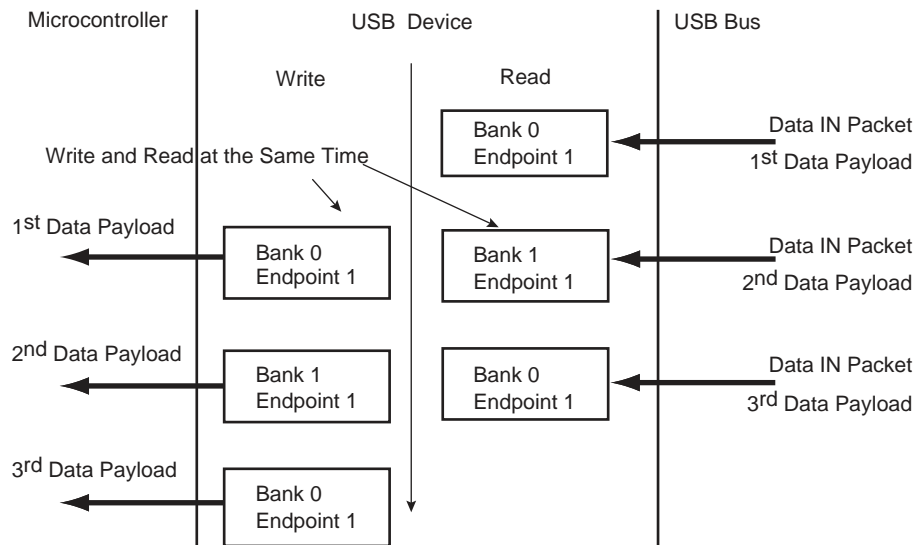 Microcontroller
USB Device
USB Bus
Write
Read
Bank 0
Endpoint 1
Data IN Packet
1st Data Payload
Write and Read at the Same Time
1st Data Payload
Bank 0
Endpoint 1
Bank 1
Endpoint 1
Data IN Packet
2nd Data Payload
2nd Data Payload
Bank 1
Endpoint 1
Bank 0
Endpoint 1
Data IN Packet
3rd Data Payload
3rd Data Payload
Bank 0
Endpoint 1